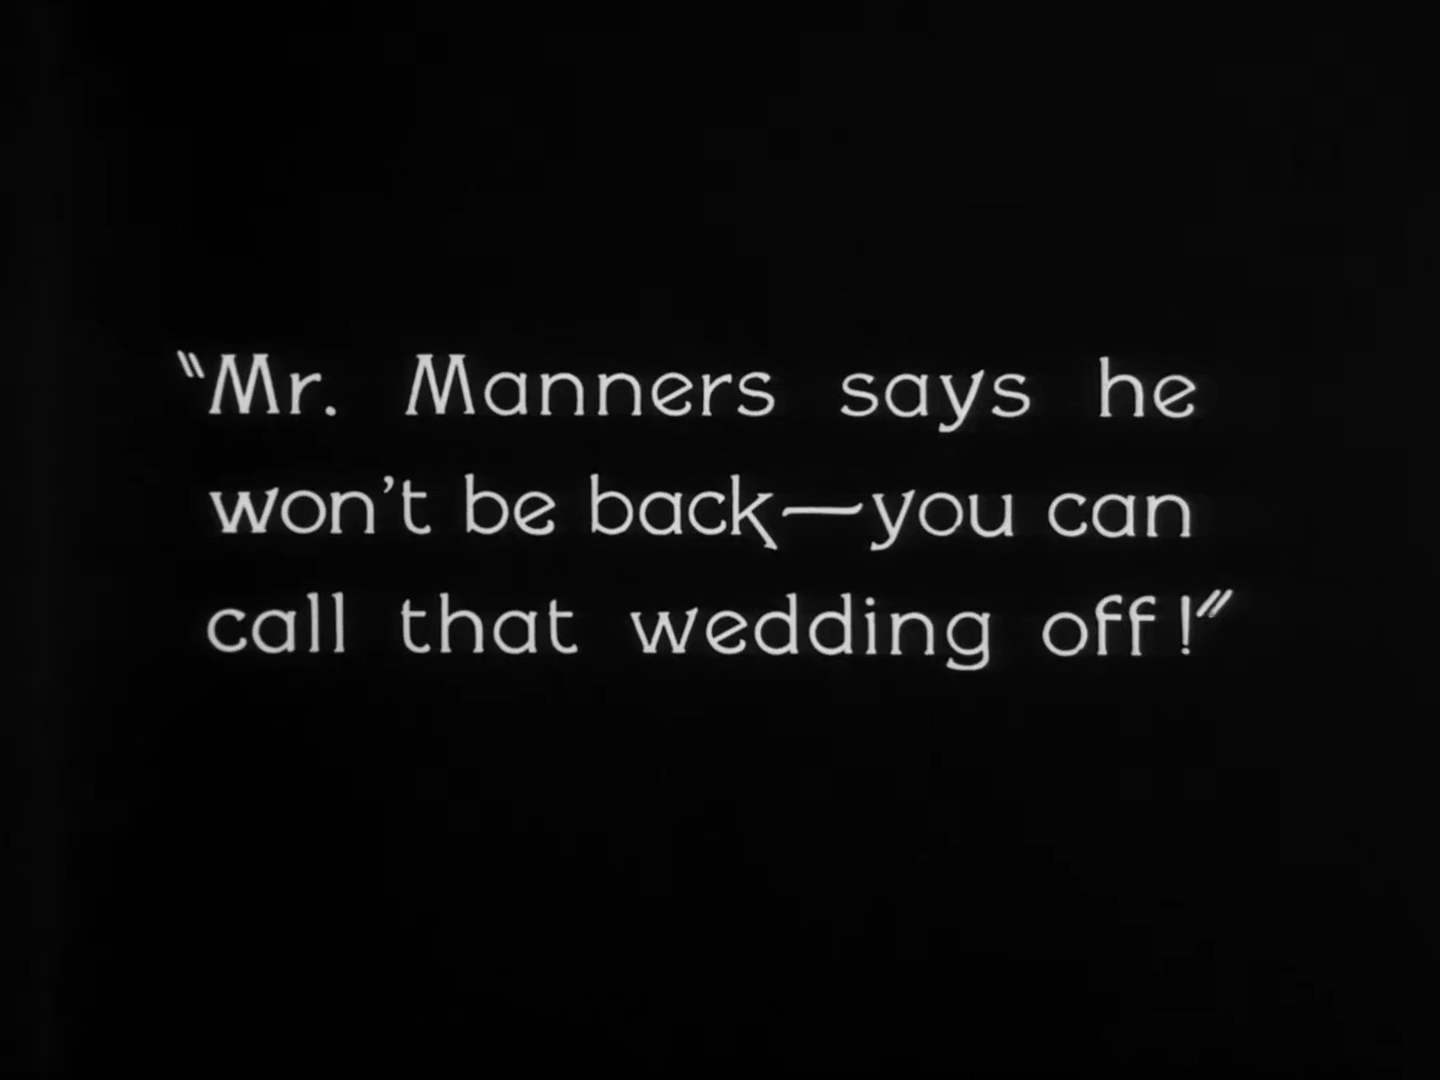 "Mr. Manners says he
won't be back—you can
call that wedding off!"